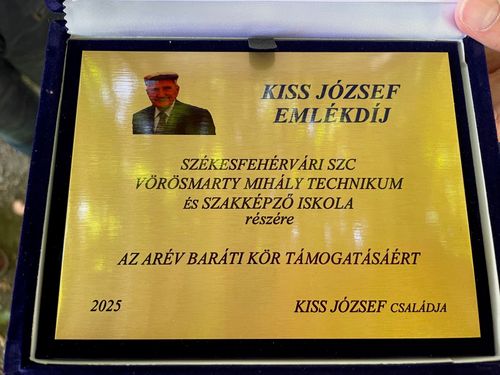 KISS JÓZSEF
EMLÉKDÍJ
SZÉKESFEHÉRVÁRI SZC
VÖRÖSMARTY MIHÁLY TECHNIKUM
ÉS SZAKKÉPZŐ ISKOLA
részére
AZ ARÉV BARÁTI KÖR TÁMOGATÁSÁÉRT
2025 KISS JÓZSEF CSALÁDJA